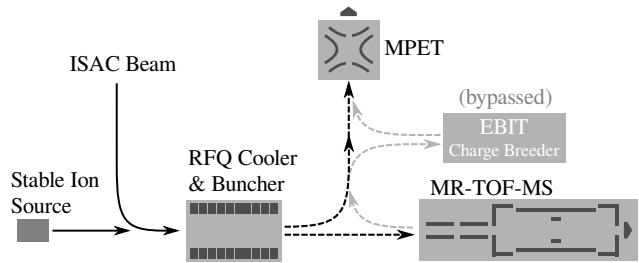 MPET
ISAC Beam
(bypassed)
EBIT
Charge Breeder
RFQ Cooler
& Buncher
Stable Ion
Source
MR-TOF-MS